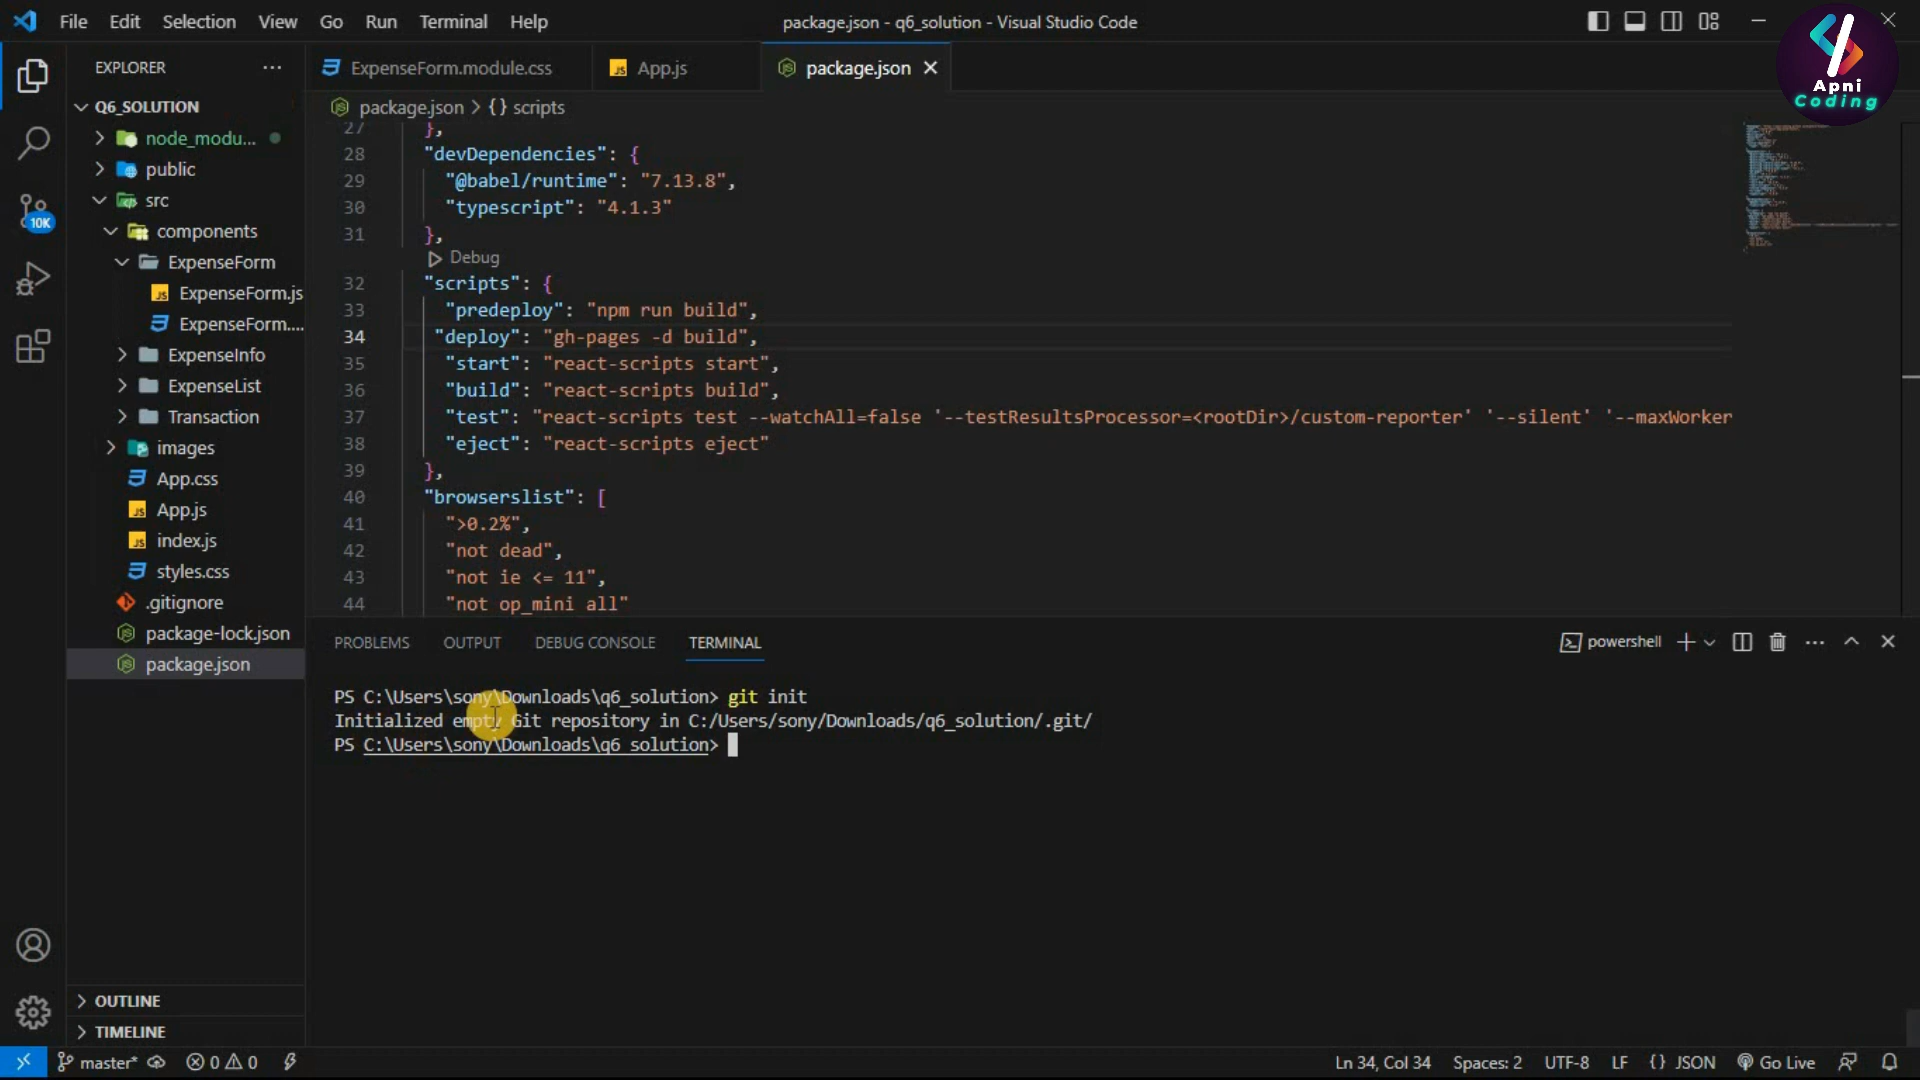 File Edit Selection View Go Run Terminal Help
package.json - q6_solution - Visual Studio Code
Apni
Coding
EXPLORER
Q6_SOLUTION
node_modu...
public
src
components
ExpenseForm
ExpenseForm.js
ExpenseForm....
ExpenseInfo
ExpenseList
Transaction
images
App.css
App.js
index.js
styles.css
.gitignore
package-lock.json
package.json
OUTLINE
TIMELINE
10K
ExpenseForm.module.css App.js package.json
package.json > {} scripts
27 },
28 "devDependencies": {
29 "@babel/runtime": "7.13.8",
30 "typescript": "4.1.3"
31 },
Debug
32 "scripts": {
33 "predeploy": "npm run build",
34 "deploy": "gh-pages -d build",
35 "start": "react-scripts start",
36 "build": "react-scripts build",
37 "test": "react-scripts test --watchAll=false '--testResultsProcessor=<rootDir>/custom-reporter' '--silent' '--maxWorker
38 "eject": "react-scripts eject"
39 },
40 "browserslist": [
41 ">0.2%",
42 "not dead",
43 "not ie <= 11",
44 "not op_mini all"
PROBLEMS OUTPUT DEBUG CONSOLE TERMINAL
powershell
PS C:\Users\sony\Downloads\q6_solution> git init
Initialized empty Git repository in C:/Users/sony/Downloads/q6_solution/.git/
PS C:\Users\sony\Downloads\q6_solution>
master* 0 0
Ln 34, Col 34 Spaces: 2 UTF-8 LF {} JSON Go Live